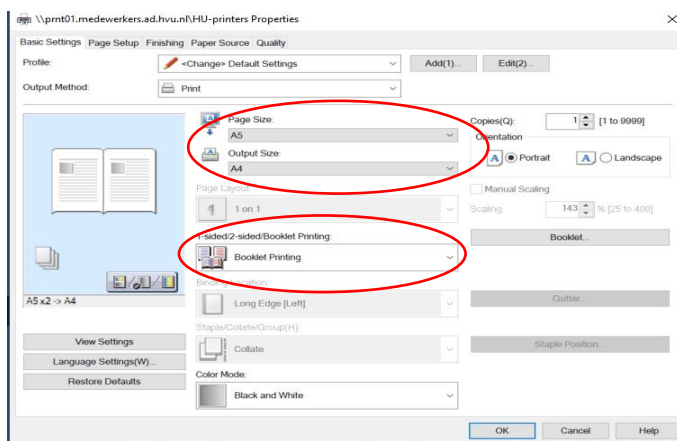 \\prnt01.medewerkers.ad.hvu.nl\HU-printers Properties
Basic Settings Page Setup Finishing Paper Source Quality
Profile: <Change> Default Settings Add(1)... Edit(2)...
Output Method: Print
Page Size:
A5
Output Size:
A4
Copies(Q): 1 [1 to 9999]
Orientation
A Portrait A Landscape
Page Layout:
1 1 on 1
Manual Scaling
Scaling: 143 % [25 to 400]
1-sided/2-sided/Booklet Printing:
Booklet Printing
Booklet...
Binding Location:
Long Edge [Left]
Gutter...
A5 x2 -> A4
Staple/Collate/Group(H):
Collate
Staple Position...
View Settings
Language Settings(W)...
Restore Defaults
Color Mode:
Black and White
OK Cancel Help